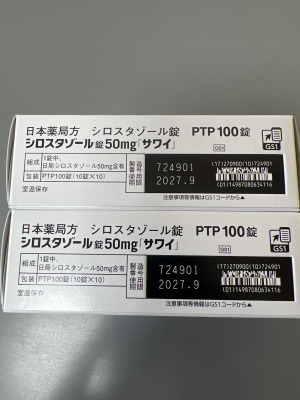 日本薬局方 シロスタゾール錠 PTP100錠
シロスタゾール錠50mg「サワイ」
GS1
GS1
組成 1錠中、
日局シロスタゾール50mg含有
包装 PTP100錠(10錠×10)
室温保存
製造番号 724901
使用期限 2027.9
(17)270900(10)724901
(01)14987080634116
注意事項等情報はGS1コードから▲
日本薬局方 シロスタゾール錠 PTP100錠
シロスタゾール錠50mg「サワイ」
GS1
GS1
組成 1錠中、
日局シロスタゾール50mg含有
包装 PTP100錠(10錠×10)
室温保存
製造番号 724901
使用期限 2027.9
(17)270900(10)724901
(01)14987080634116
注意事項等情報はGS1コードから▲